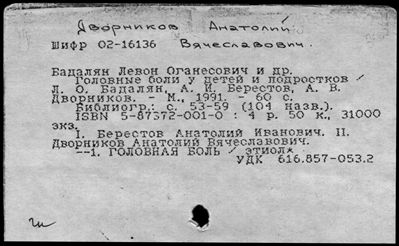 Дворников Анатолий
Шифр 02-16136 Вячеславович.
Бадалян Левон Оганесович и др.
Головные боли у детей и подростков /
Л. О. Бадалян, А. И. Берестов, А. В.
Дворников. - М., 1991. - 60 с.
Библиогр.: с. 53-59 (104 назв.).
ISBN 5-87372-001-0 : 4 р. 50 к., 31000
экз.
I. Берестов Анатолий Иванович. II.
Дворников Анатолий Вячеславович.
--1. ГОЛОВНАЯ БОЛЬ / этиол*
УДК 616.857-053.2